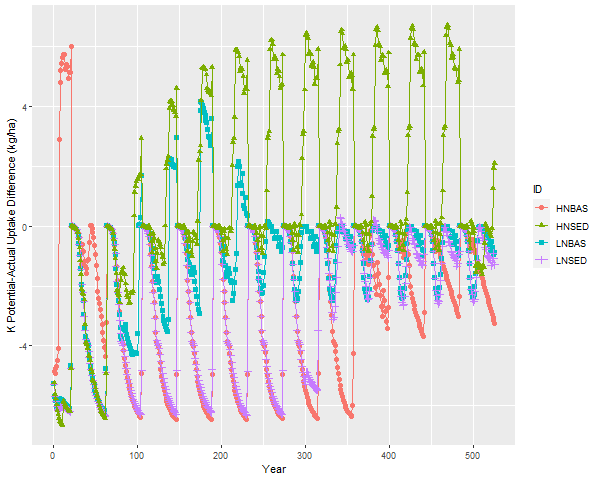 K Potential-Actual Uptake Difference (kg/ha)
4
0
-4
0
100
200
300
400
500
Year
ID
HNBAS
HNSED
LNBAS
LNSED